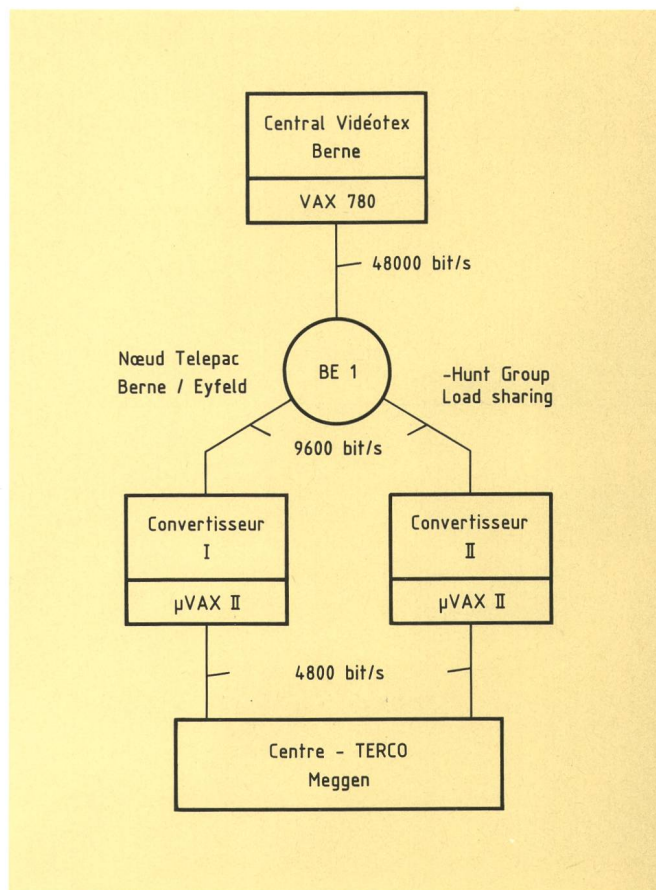 Central Vidéotex
Berne
VAX 780
48000 bit/s
Nœud Telepac
Berne / Eyfeld
BE 1
-Hunt Group
Load sharing
9600 bit/s
Convertisseur
I
µVAX II
Convertisseur
II
µVAX II
4800 bit/s
Centre - TERCO
Meggen